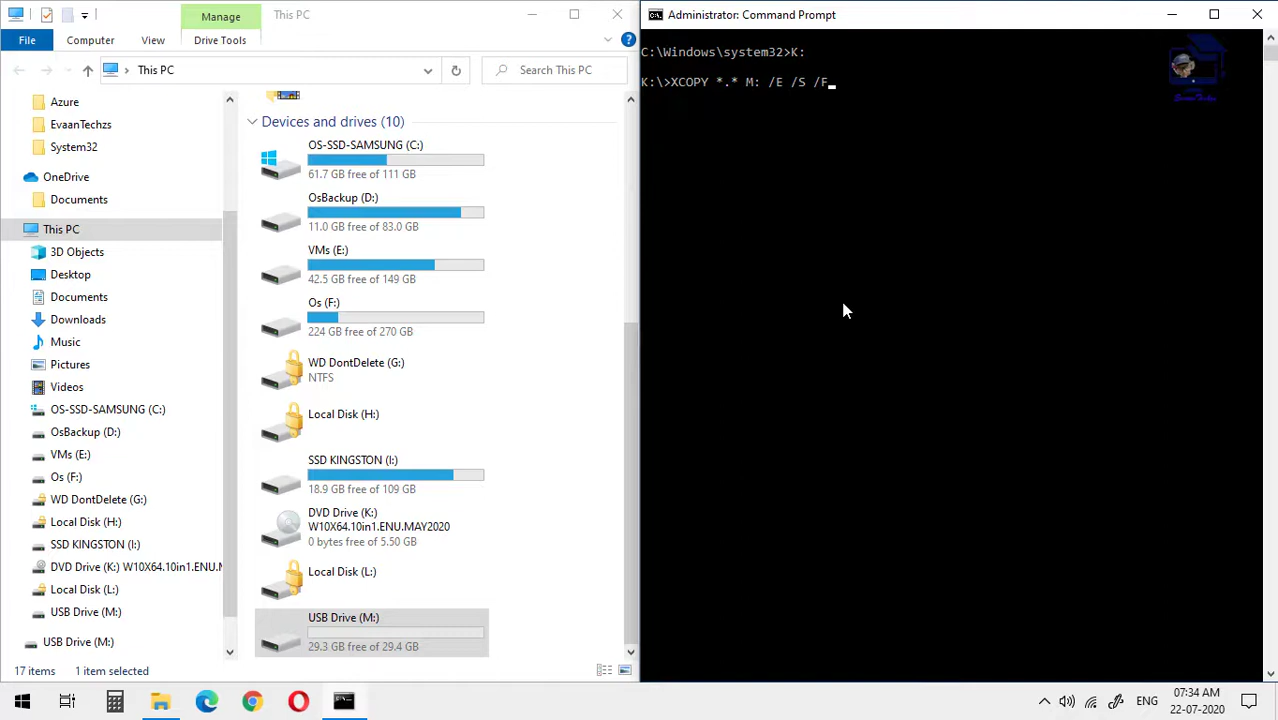 Manage
This PC
File
Computer
View
Drive Tools
This PC
Search This PC
Azure
EvaanTechzs
System32
OneDrive
Documents
This PC
3D Objects
Desktop
Documents
Downloads
Music
Pictures
Videos
OS-SSD-SAMSUNG (C:)
OsBackup (D:)
VMs (E:)
Os (F:)
WD DontDelete (G:)
Local Disk (H:)
SSD KINGSTON (I:)
DVD Drive (K:) W10X64.10in1.ENU.M
Local Disk (L:)
USB Drive (M:)
USB Drive (M:)
Devices and drives (10)
OS-SSD-SAMSUNG (C:)
61.7 GB free of 111 GB
OsBackup (D:)
11.0 GB free of 83.0 GB
VMs (E:)
42.5 GB free of 149 GB
Os (F:)
224 GB free of 270 GB
WD DontDelete (G:)
NTFS
Local Disk (H:)
SSD KINGSTON (I:)
18.9 GB free of 109 GB
DVD Drive (K:)
W10X64.10in1.ENU.MAY2020
0 bytes free of 5.50 GB
Local Disk (L:)
USB Drive (M:)
29.3 GB free of 29.4 GB
17 items 1 item selected
Administrator: Command Prompt
C:\Windows\system32>K:
K:\>XCOPY *.* M: /E /S /F
ENG
07:34 AM
22-07-2020